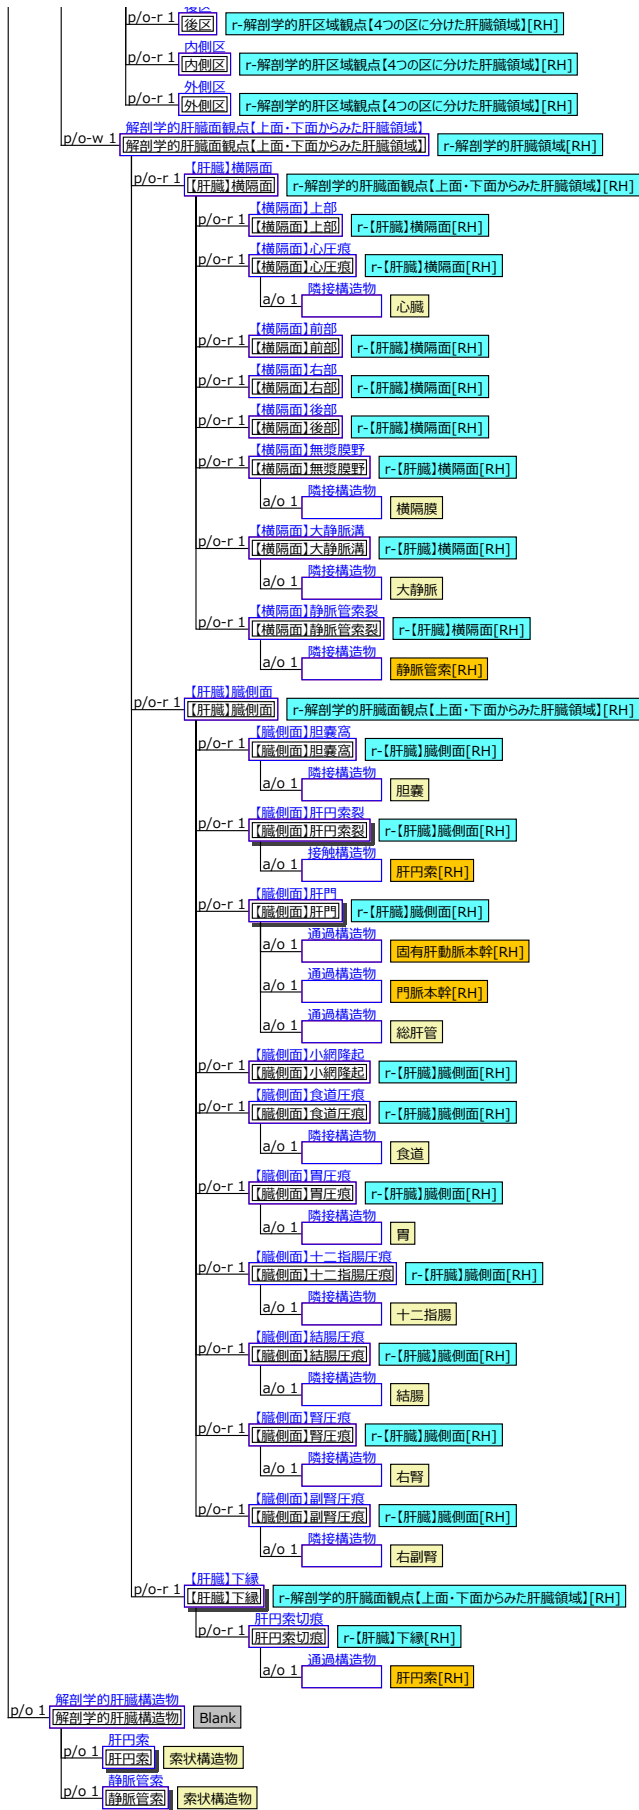 後区
p/o-r 1 後区 r-解剖学的肝区域観点【4つの区に分けた肝臓領域】[RH]
内側区
p/o-r 1 内側区 r-解剖学的肝区域観点【4つの区に分けた肝臓領域】[RH]
外側区
p/o-r 1 外側区 r-解剖学的肝区域観点【4つの区に分けた肝臓領域】[RH]
解剖学的肝臓面観点【上面・下面からみた肝臓領域】
p/o-w 1 解剖学的肝臓面観点【上面・下面からみた肝臓領域】 r-解剖学的肝臓領域[RH]
【肝臓】横隔面
p/o-r 1 【肝臓】横隔面 r-解剖学的肝臓面観点【上面・下面からみた肝臓領域】[RH]
【横隔面】上部
p/o-r 1 【横隔面】上部 r-【肝臓】横隔面[RH]
【横隔面】心圧痕
p/o-r 1 【横隔面】心圧痕 r-【肝臓】横隔面[RH]
隣接構造物
a/o 1 心臓
【横隔面】前部
p/o-r 1 【横隔面】前部 r-【肝臓】横隔面[RH]
【横隔面】右部
p/o-r 1 【横隔面】右部 r-【肝臓】横隔面[RH]
【横隔面】後部
p/o-r 1 【横隔面】後部 r-【肝臓】横隔面[RH]
【横隔面】無漿膜野
p/o-r 1 【横隔面】無漿膜野 r-【肝臓】横隔面[RH]
隣接構造物
a/o 1 横隔膜
【横隔面】大静脈溝
p/o-r 1 【横隔面】大静脈溝 r-【肝臓】横隔面[RH]
隣接構造物
a/o 1 大静脈
【横隔面】静脈管索裂
p/o-r 1 【横隔面】静脈管索裂 r-【肝臓】横隔面[RH]
隣接構造物
a/o 1 静脈管索[RH]
【肝臓】臓側面
p/o-r 1 【肝臓】臓側面 r-解剖学的肝臓面観点【上面・下面からみた肝臓領域】[RH]
【臓側面】胆嚢窩
p/o-r 1 【臓側面】胆嚢窩 r-【肝臓】臓側面[RH]
隣接構造物
a/o 1 胆嚢
【臓側面】肝円索裂
p/o-r 1 【臓側面】肝円索裂 r-【肝臓】臓側面[RH]
接触構造物
a/o 1 肝円索[RH]
【臓側面】肝門
p/o-r 1 【臓側面】肝門 r-【肝臓】臓側面[RH]
通過構造物
a/o 1 固有肝動脈本幹[RH]
通過構造物
a/o 1 門脈本幹[RH]
通過構造物
a/o 1 総肝管
【臓側面】小網隆起
p/o-r 1 【臓側面】小網隆起 r-【肝臓】臓側面[RH]
【臓側面】食道圧痕
p/o-r 1 【臓側面】食道圧痕 r-【肝臓】臓側面[RH]
隣接構造物
a/o 1 食道
【臓側面】胃圧痕
p/o-r 1 【臓側面】胃圧痕 r-【肝臓】臓側面[RH]
隣接構造物
a/o 1 胃
【臓側面】十二指腸圧痕
p/o-r 1 【臓側面】十二指腸圧痕 r-【肝臓】臓側面[RH]
隣接構造物
a/o 1 十二指腸
【臓側面】結腸圧痕
p/o-r 1 【臓側面】結腸圧痕 r-【肝臓】臓側面[RH]
隣接構造物
a/o 1 結腸
【臓側面】腎圧痕
p/o-r 1 【臓側面】腎圧痕 r-【肝臓】臓側面[RH]
隣接構造物
a/o 1 右腎
【臓側面】副腎圧痕
p/o-r 1 【臓側面】副腎圧痕 r-【肝臓】臓側面[RH]
隣接構造物
a/o 1 右副腎
【肝臓】下縁
p/o-r 1 【肝臓】下縁 r-解剖学的肝臓面観点【上面・下面からみた肝臓領域】[RH]
肝円索切痕
p/o-r 1 肝円索切痕 r-【肝臓】下縁[RH]
通過構造物
a/o 1 肝円索[RH]
解剖学的肝臓構造物
p/o 1 解剖学的肝臓構造物 Blank
肝円索
p/o 1 肝円索 索状構造物
静脈管索
p/o 1 静脈管索 索状構造物